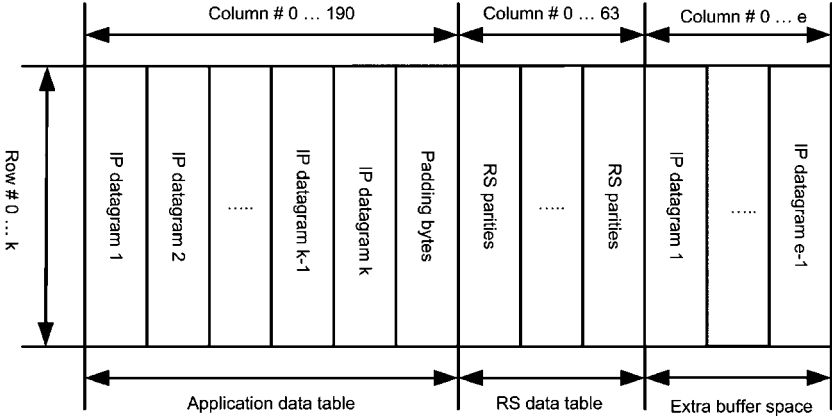 Column # 0 ... 190
Column # 0 ... 63
Column # 0 ... e
Row # 0 ... k
IP datagram 1
IP datagram 2
.....
IP datagram k-1
IP datagram k
Padding bytes
RS parities
.....
RS parities
IP datagram 1
.....
IP datagram e-1
Application data table
RS data table
Extra buffer space